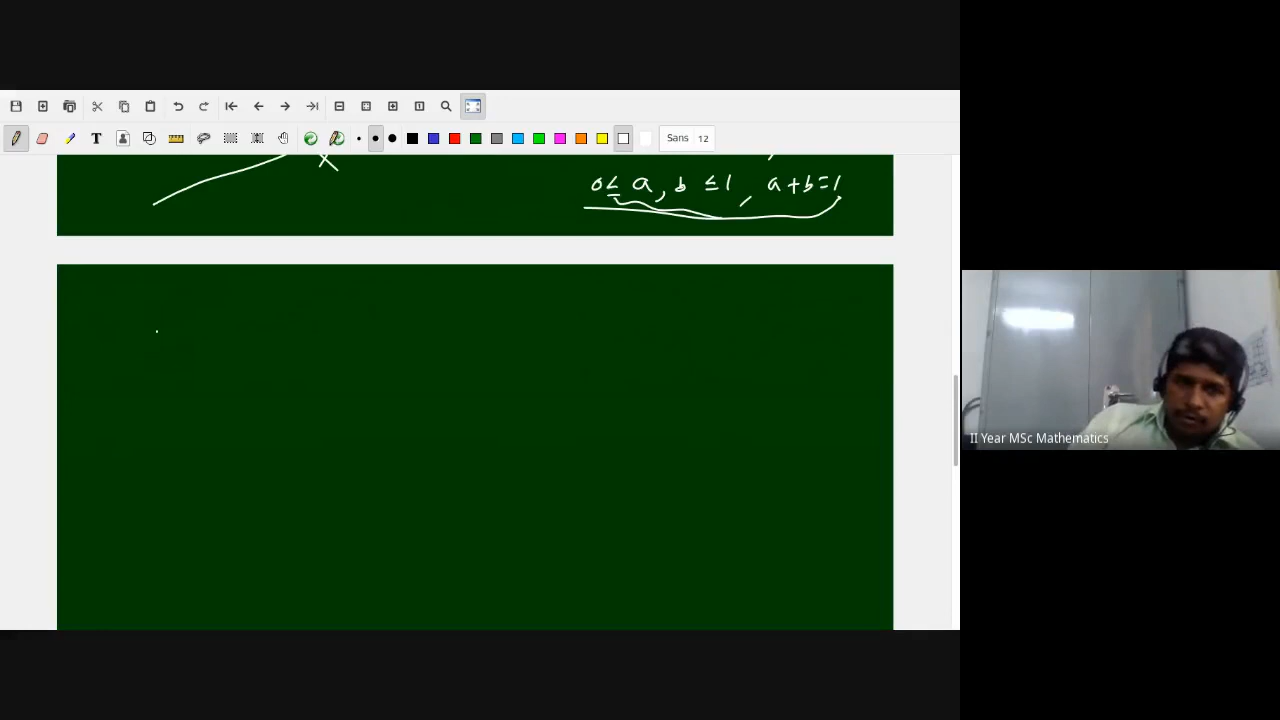 T Sans 12
0 ≤ a, b ≤ 1, a + b = 1
II Year MSc Mathematics